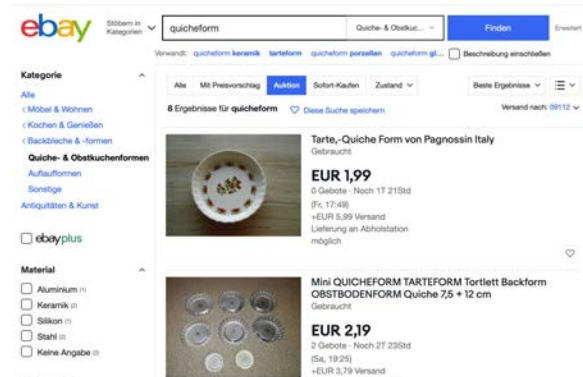 ebay
Stöbern in
Kategorien
quicheform
Quiche- & Obstkuc...
Finden
Erweitert
Verwandt: quicheform keramik tarteform quicheform porzellan quicheform gl...
Beschreibung einschließen
Kategorie
Alle
< Möbel & Wohnen
< Kochen & Genießen
< Backbleche & -formen
Quiche- & Obstkuchenformen
Auflaufformen
Sonstige
Antiquitäten & Kunst
ebayplus
Material
Aluminium (1)
Keramik (2)
Silikon (1)
Stahl (2)
Keine Angabe (2)
Alle Mit Preisvorschlag Auktion Sofort-Kaufen Zustand
Beste Ergebnisse
8 Ergebnisse für quicheform
Diese Suche speichern
Versand nach: 09112
Tarte,-Quiche Form von Pagnossin Italy
Gebraucht
EUR 1,99
0 Gebote · Noch 1T 21Std
(Fr, 17:49)
+EUR 5,99 Versand
Lieferung an Abholstation
möglich
Mini QUICHEFORM TARTEFORM Tortlett Backform
OBSTBODENFORM Quiche 7,5 + 12 cm
Gebraucht
EUR 2,19
2 Gebote · Noch 2T 23Std
(Sa, 19:25)
+EUR 3,79 Versand